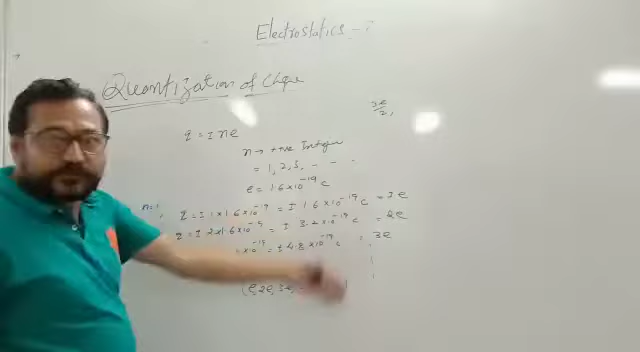 Electrostatics - 1
Quantization of Charge
3e/2,
q = ± ne
n → +ive Integer
= 1, 2, 3, - - -
e = 1.6×10⁻¹⁹ C
n=1, q = ± 1×1.6×10⁻¹⁹ = ± 1.6×10⁻¹⁹ C = ± e
q = ± 2×1.6×10⁻¹⁹ = ± 3.2×10⁻¹⁹ C = 2e
×10⁻¹⁹ = ± 4.8×10⁻¹⁹ C = 3e
(e, 2e, 3e,